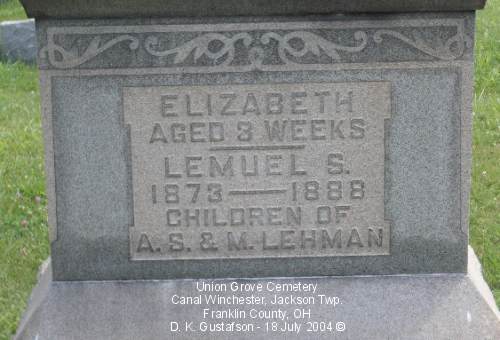 ELIZABETH
AGED 3 WEEKS
LEMUEL S.
1873—1888
CHILDREN OF
A. S. & M. LEHMAN
Union Grove Cemetery
Canal Winchester, Jackson Twp.
Franklin County, OH
D. K. Gustafson - 18 July 2004 ©